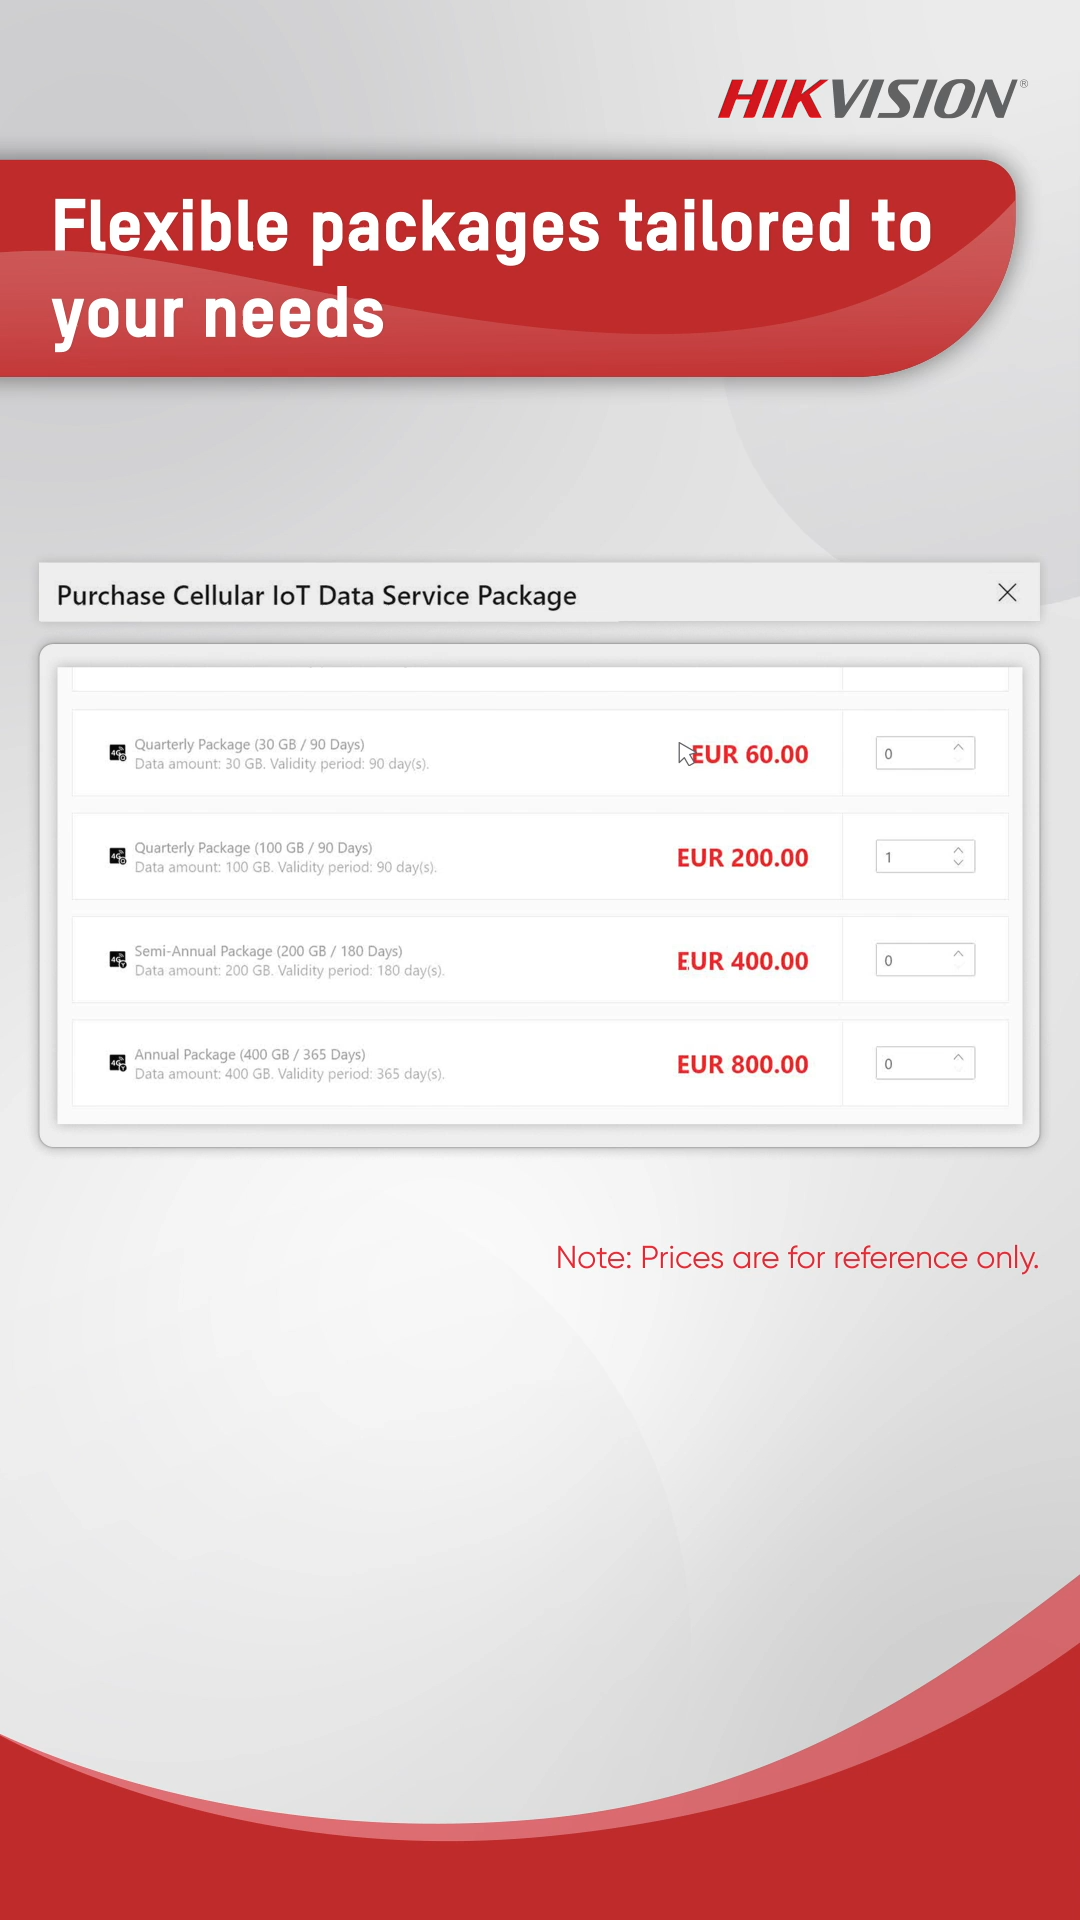 HIKVISION®
Flexible packages tailored to
your needs
Purchase Cellular IoT Data Service Package
Quarterly Package (30 GB / 90 Days)
Data amount: 30 GB. Validity period: 90 day(s).
EUR 60.00
0
Quarterly Package (100 GB / 90 Days)
Data amount: 100 GB. Validity period: 90 day(s).
EUR 200.00
1
Semi-Annual Package (200 GB / 180 Days)
Data amount: 200 GB. Validity period: 180 day(s).
EUR 400.00
0
Annual Package (400 GB / 365 Days)
Data amount: 400 GB. Validity period: 365 day(s).
EUR 800.00
0
Note: Prices are for reference only.